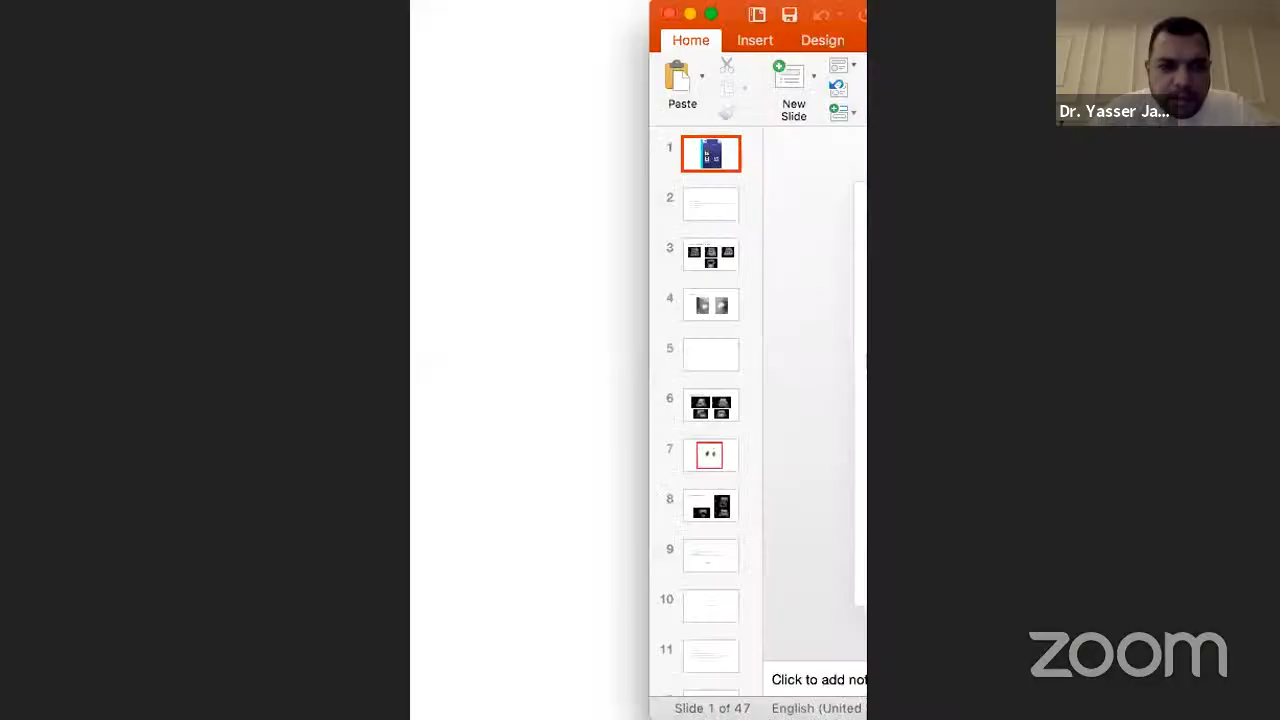 Home Insert Design
Paste
New
Slide
1
2
3
4
5
6
7
8
9
10
11
Click to add not
Slide 1 of 47 English (United
Dr. Yasser Ja...
zoom